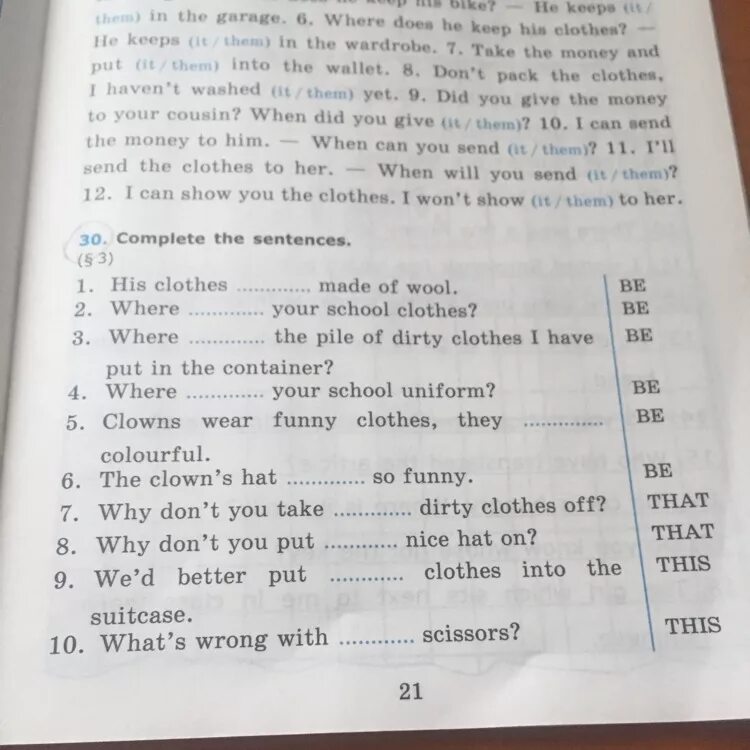 keep his bike? — He keeps (it /
them) in the garage. 6. Where does he keep his clothes? —
He keeps (it / them) in the wardrobe. 7. Take the money and
put (it / them) into the wallet. 8. Don't pack the clothes,
I haven't washed (it / them) yet. 9. Did you give the money
to your cousin? When did you give (it / them)? 10. I can send
the money to him. — When can you send (it / them)? 11. I'll
send the clothes to her. — When will you send (it / them)?
12. I can show you the clothes. I won't show (it / them) to her.
30. Complete the sentences.
(§ 3)
1. His clothes ............ made of wool. BE
2. Where ............. your school clothes? BE
3. Where ............. the pile of dirty clothes I have BE
put in the container?
4. Where ............. your school uniform? BE
5. Clowns wear funny clothes, they ............. BE
colourful.
6. The clown's hat ............. so funny. BE
7. Why don't you take ............. dirty clothes off? THAT
8. Why don't you put ............. nice hat on? THAT
9. We'd better put ............. clothes into the THIS
suitcase.
10. What's wrong with ............. scissors? THIS
21